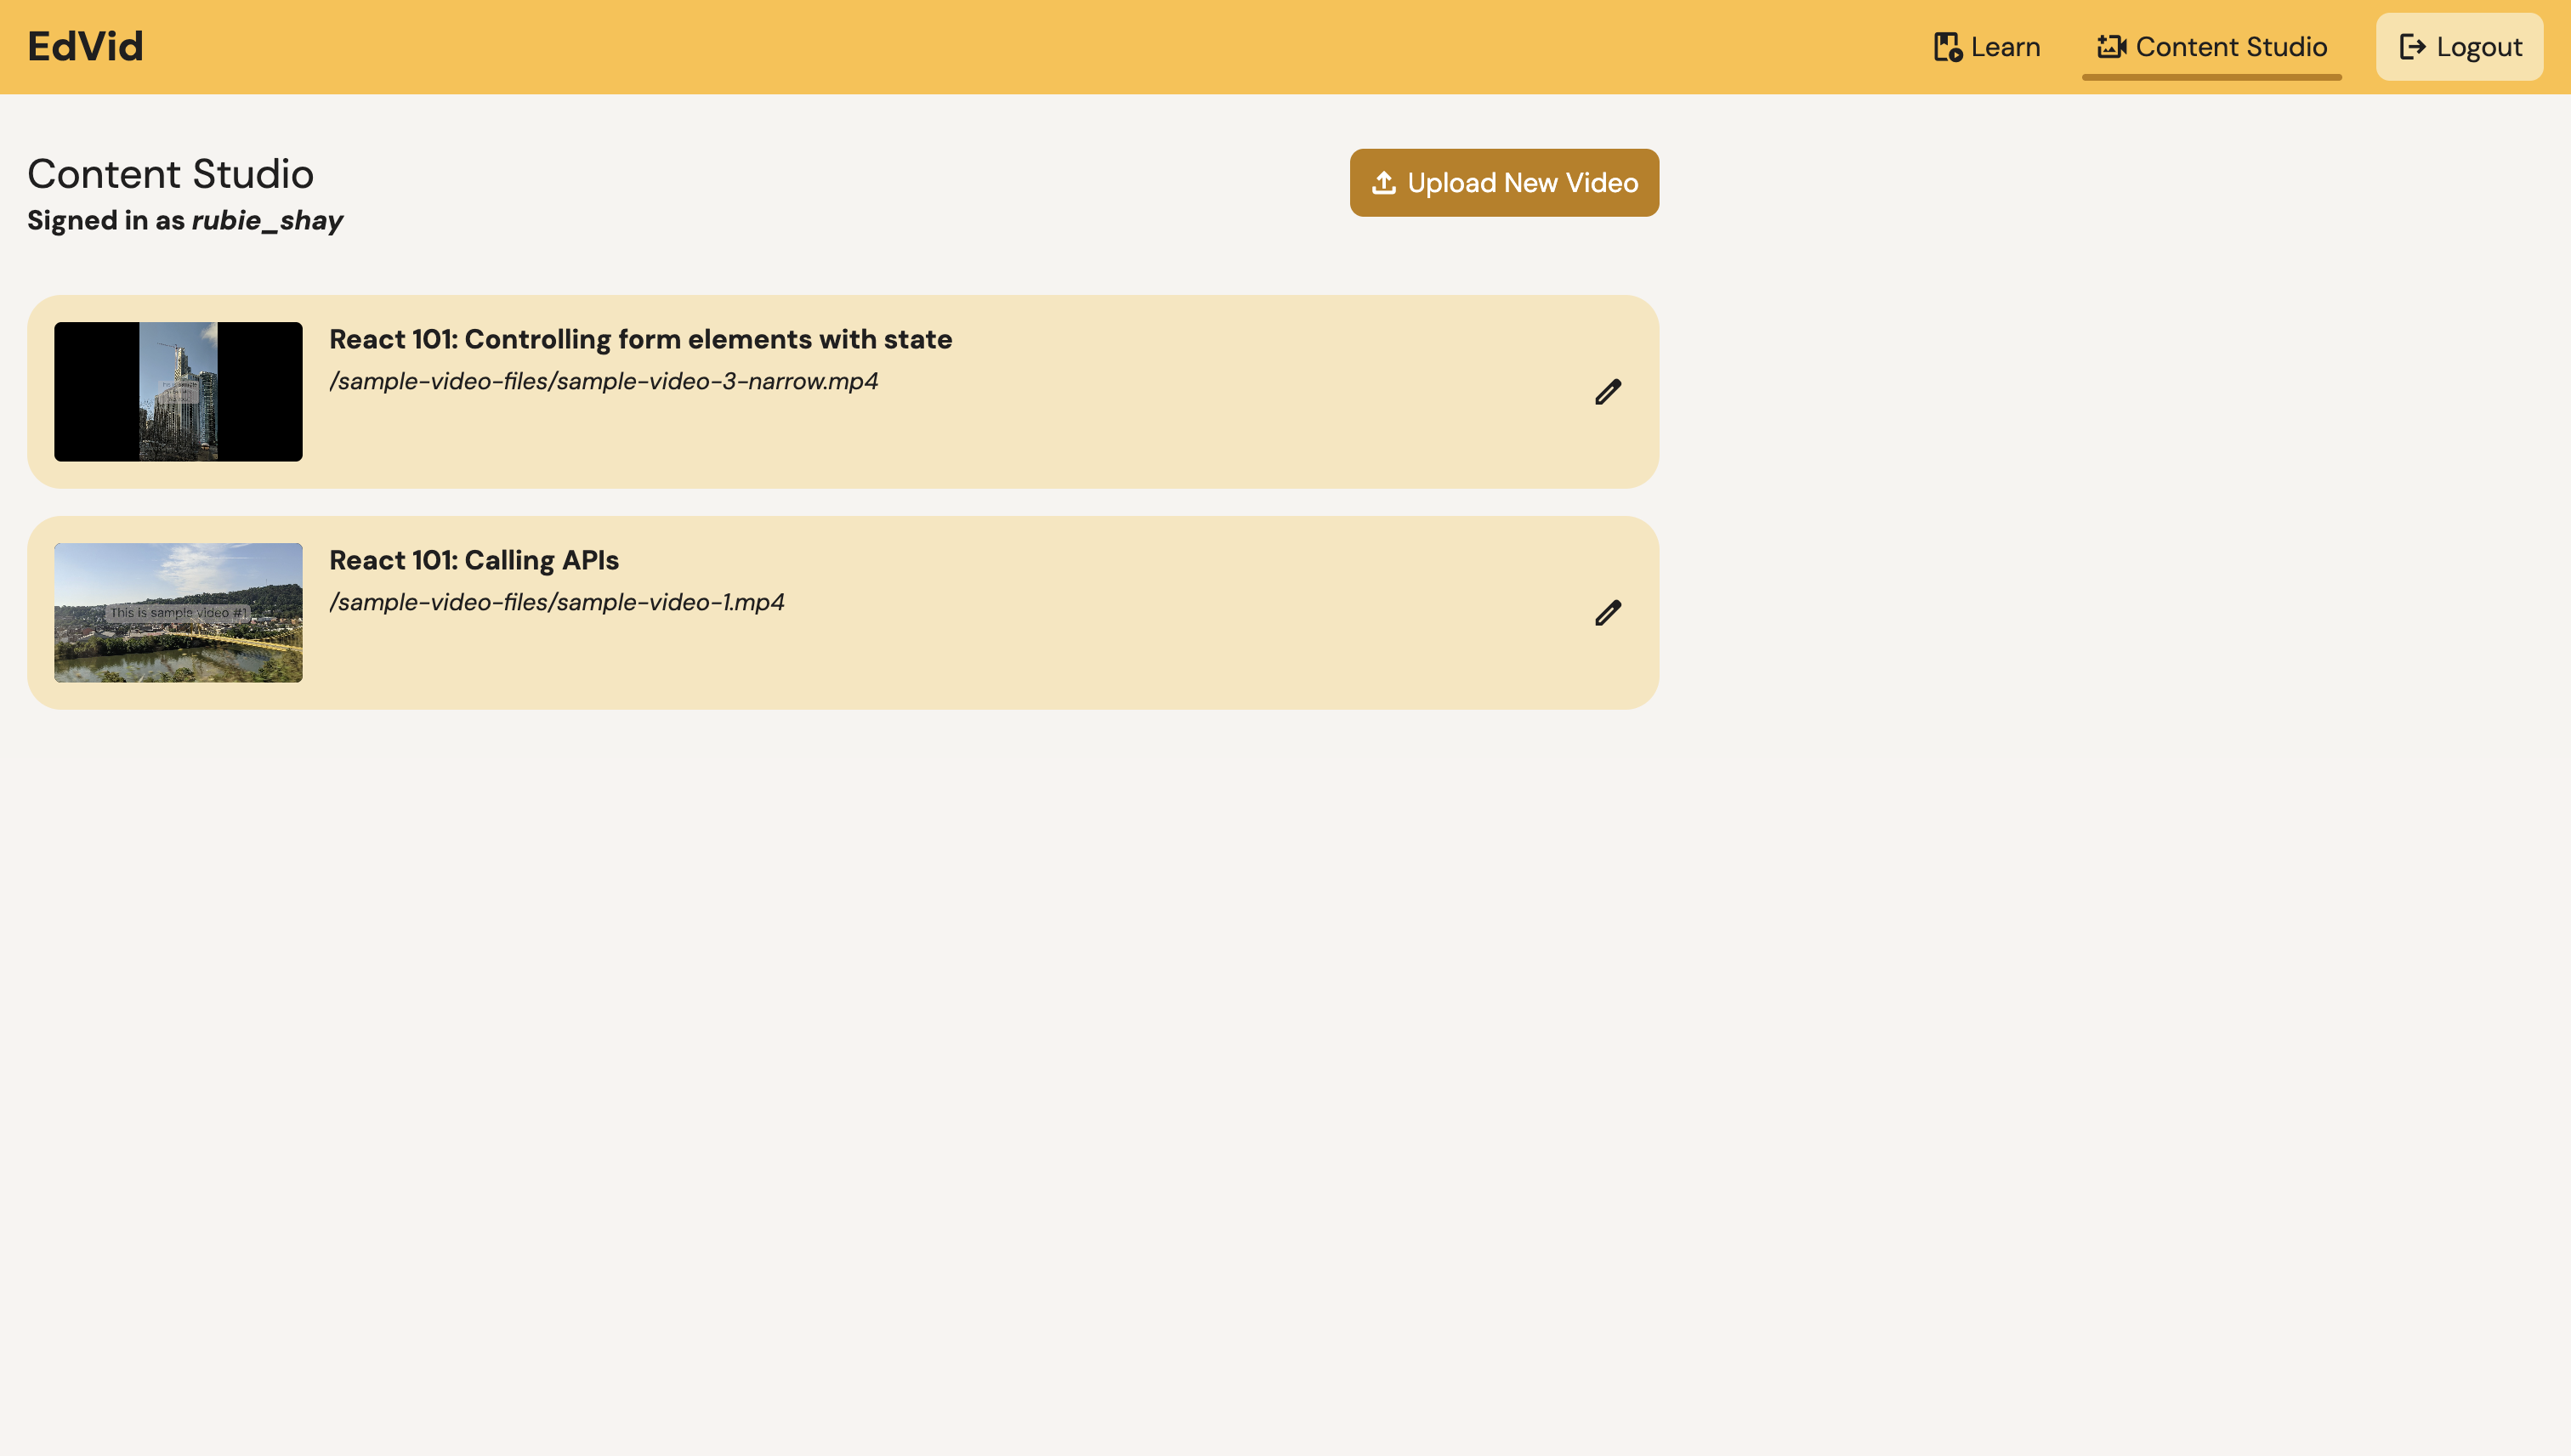 EdVid
Learn
Content Studio
Logout
Content Studio
Signed in as rubie_shay
Upload New Video
React 101: Controlling form elements with state
/sample-video-files/sample-video-3-narrow.mp4
React 101: Calling APIs
/sample-video-files/sample-video-1.mp4
This is sample video #1